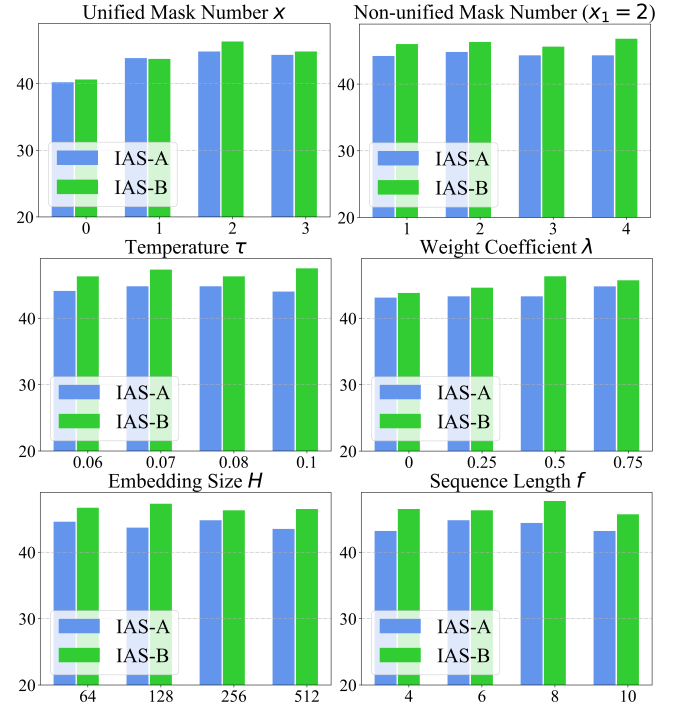 Unified Mask Number x
40
30
20
IAS-A
IAS-B
0 1 2 3
Non-unified Mask Number (x₁ = 2)
40
30
20
IAS-A
IAS-B
1 2 3 4
Temperature τ
40
30
20
IAS-A
IAS-B
0.06 0.07 0.08 0.1
Weight Coefficient λ
40
30
20
IAS-A
IAS-B
0 0.25 0.5 0.75
Embedding Size H
40
30
20
IAS-A
IAS-B
64 128 256 512
Sequence Length f
40
30
20
IAS-A
IAS-B
4 6 8 10